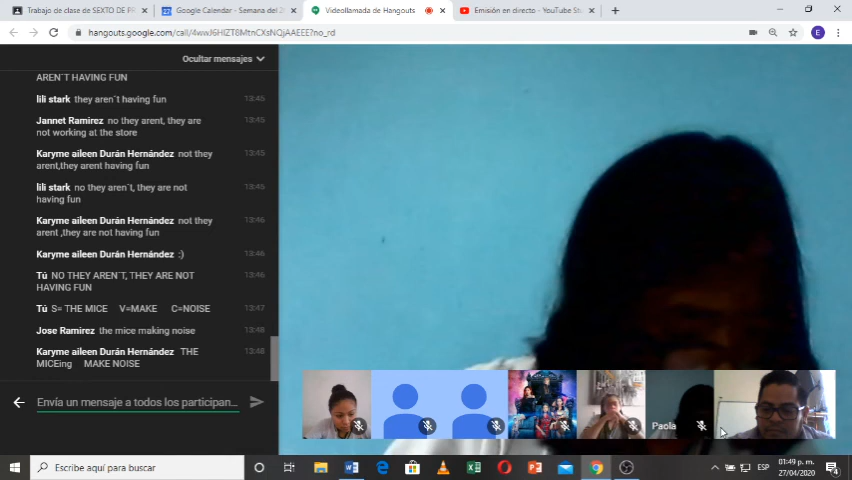 Trabajo de clase de SEXTO DE PR
Google Calendar - Semana del 2
Videollamada de Hangouts
Emisión en directo - YouTube St
hangouts.google.com/call/4wwJ6HIZT8MtnCXsNQjAAEEE?no_rd
E
Ocultar mensajes
AREN'T HAVING FUN
lili stark they aren´t having fun 13:45
Jannet Ramirez no they arent, they are 13:45
not working at the store
Karyme aileen Durán Hernández not they 13:45
arent,they arent having fun
lili stark no they aren´t, they are not 13:45
having fun
Karyme aileen Durán Hernández not they 13:46
arent ,they are not having fun
Karyme aileen Durán Hernández :) 13:46
Tú NO THEY AREN'T, THEY ARE NOT 13:46
HAVING FUN
Tú S= THE MICE V=MAKE C=NOISE 13:47
Jose Ramirez the mice making noise 13:48
Karyme aileen Durán Hernández THE 13:48
MICEing MAKE NOISE
Envía un mensaje a todos los participan...
Paola
Escribe aquí para buscar
ESP
01:49 p. m.
27/04/2020
4